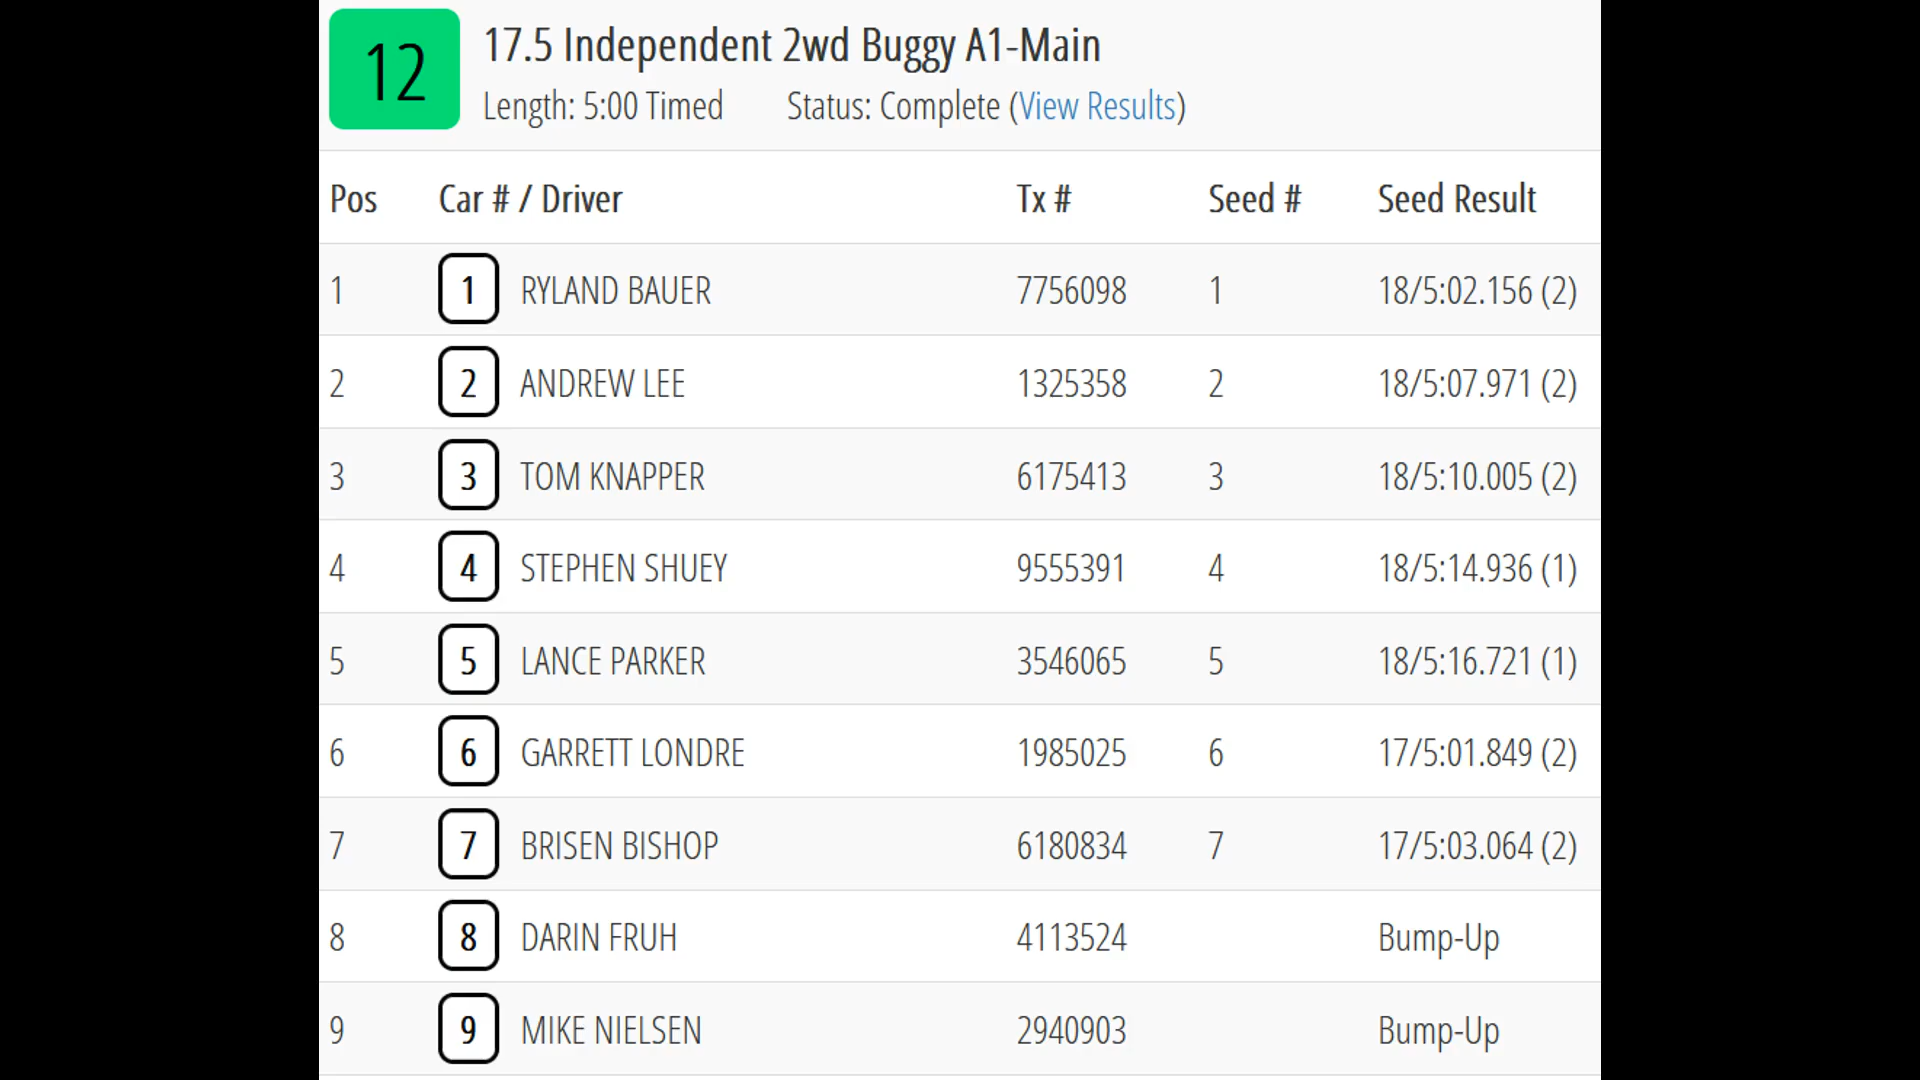 12
17.5 Independent 2wd Buggy A1-Main
Length: 5:00 Timed Status: Complete (View Results)
Pos Car # / Driver Tx # Seed # Seed Result
1 1 RYLAND BAUER 7756098 1 18/5:02.156 (2)
2 2 ANDREW LEE 1325358 2 18/5:07.971 (2)
3 3 TOM KNAPPER 6175413 3 18/5:10.005 (2)
4 4 STEPHEN SHUEY 9555391 4 18/5:14.936 (1)
5 5 LANCE PARKER 3546065 5 18/5:16.721 (1)
6 6 GARRETT LONDRE 1985025 6 17/5:01.849 (2)
7 7 BRISEN BISHOP 6180834 7 17/5:03.064 (2)
8 8 DARIN FRUH 4113524 Bump-Up
9 9 MIKE NIELSEN 2940903 Bump-Up